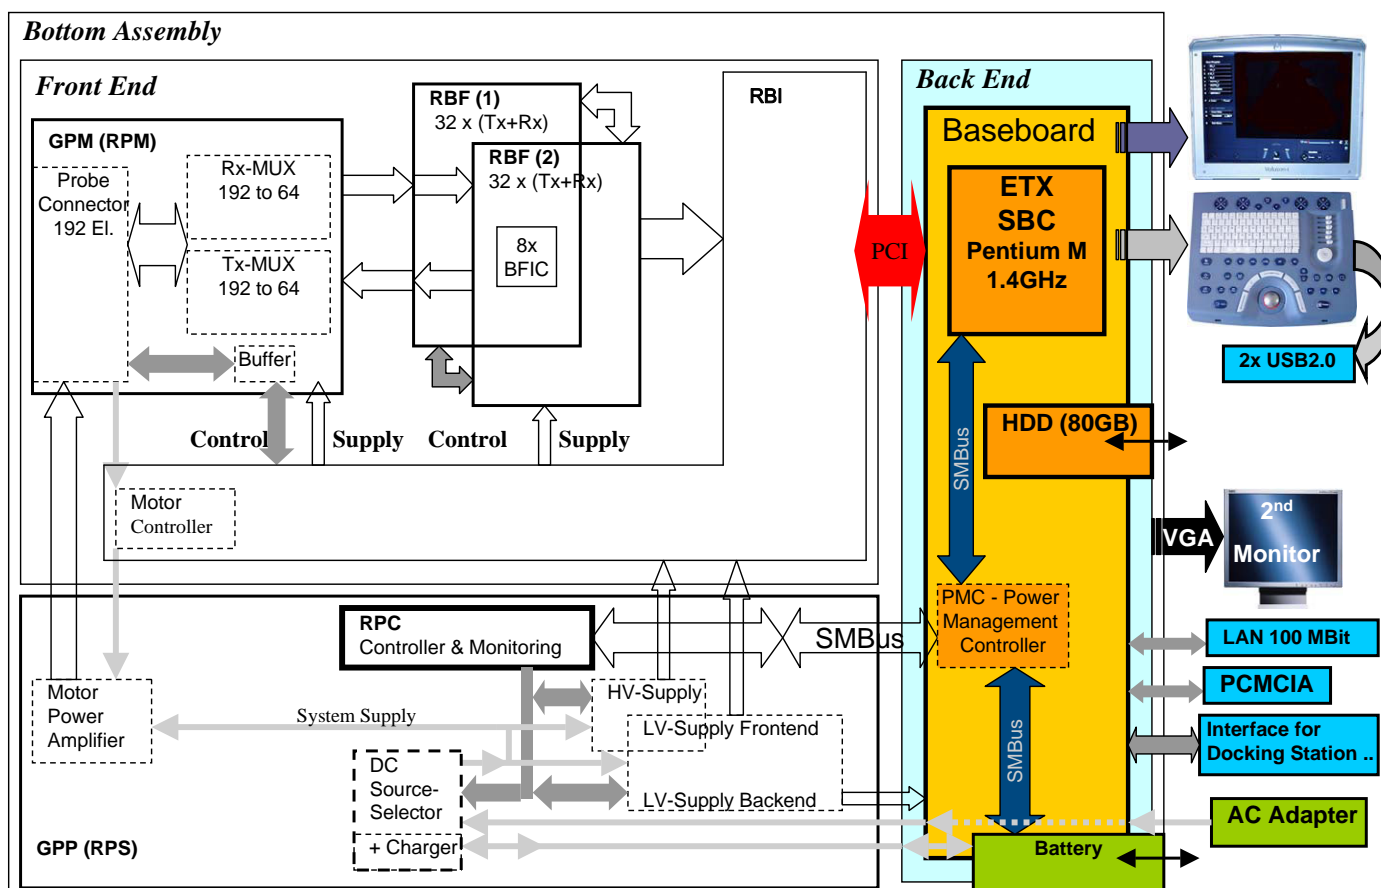 Bottom Assembly
Front End
GPM (RPM)
Probe
Connector
192 El.
Rx-MUX
192 to 64
Tx-MUX
192 to 64
Buffer
RBF (1)
32 x (Tx+Rx)
RBF (2)
32 x (Tx+Rx)
8x
BFIC
RBI
Control
Supply
Control
Supply
Motor
Controller
PCI
Back End
Baseboard
ETX
SBC
Pentium M
1.4GHz
SMBus
HDD (80GB)
PMC - Power
Management
Controller
SMBus
Battery
2x USB2.0
VGA
2nd
Monitor
LAN 100 MBit
PCMCIA
Interface for
Docking Station ..
AC Adapter
RPC
Controller & Monitoring
SMBus
HV-Supply
LV-Supply Frontend
LV-Supply Backend
System Supply
Motor
Power
Amplifier
DC
Source-
Selector
+ Charger
GPP (RPS)